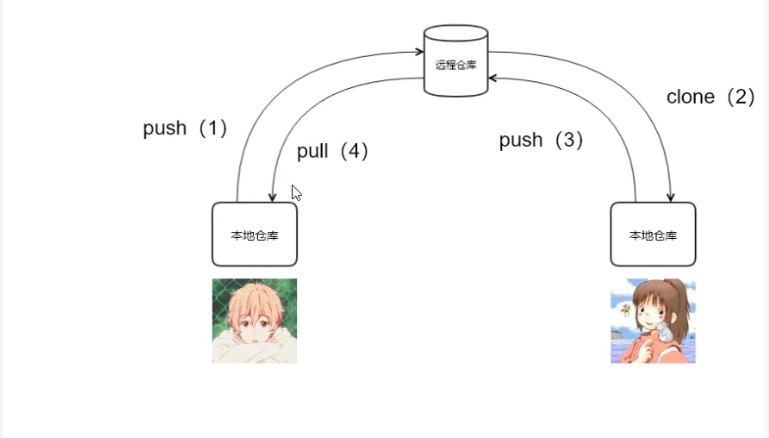 远程仓库
clone（2）
push（1）
pull（4）
push（3）
本地仓库
本地仓库